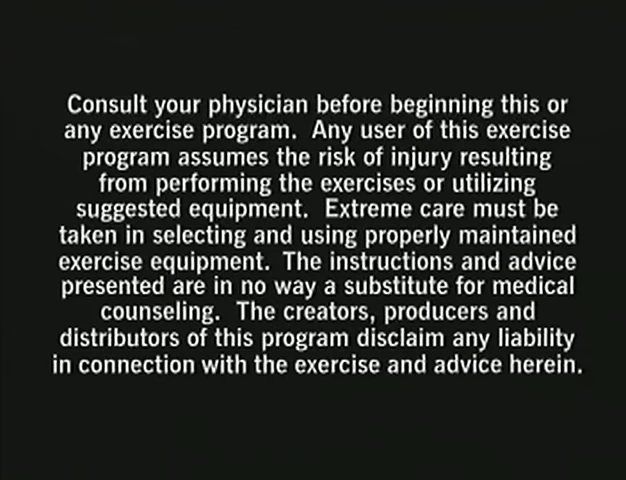 Consult your physician before beginning this or
any exercise program.  Any user of this exercise
program assumes the risk of injury resulting
from performing the exercises or utilizing
suggested equipment.  Extreme care must be
taken in selecting and using properly maintained
exercise equipment.  The instructions and advice
presented are in no way a substitute for medical
counseling.  The creators, producers and
distributors of this program disclaim any liability
in connection with the exercise and advice herein.